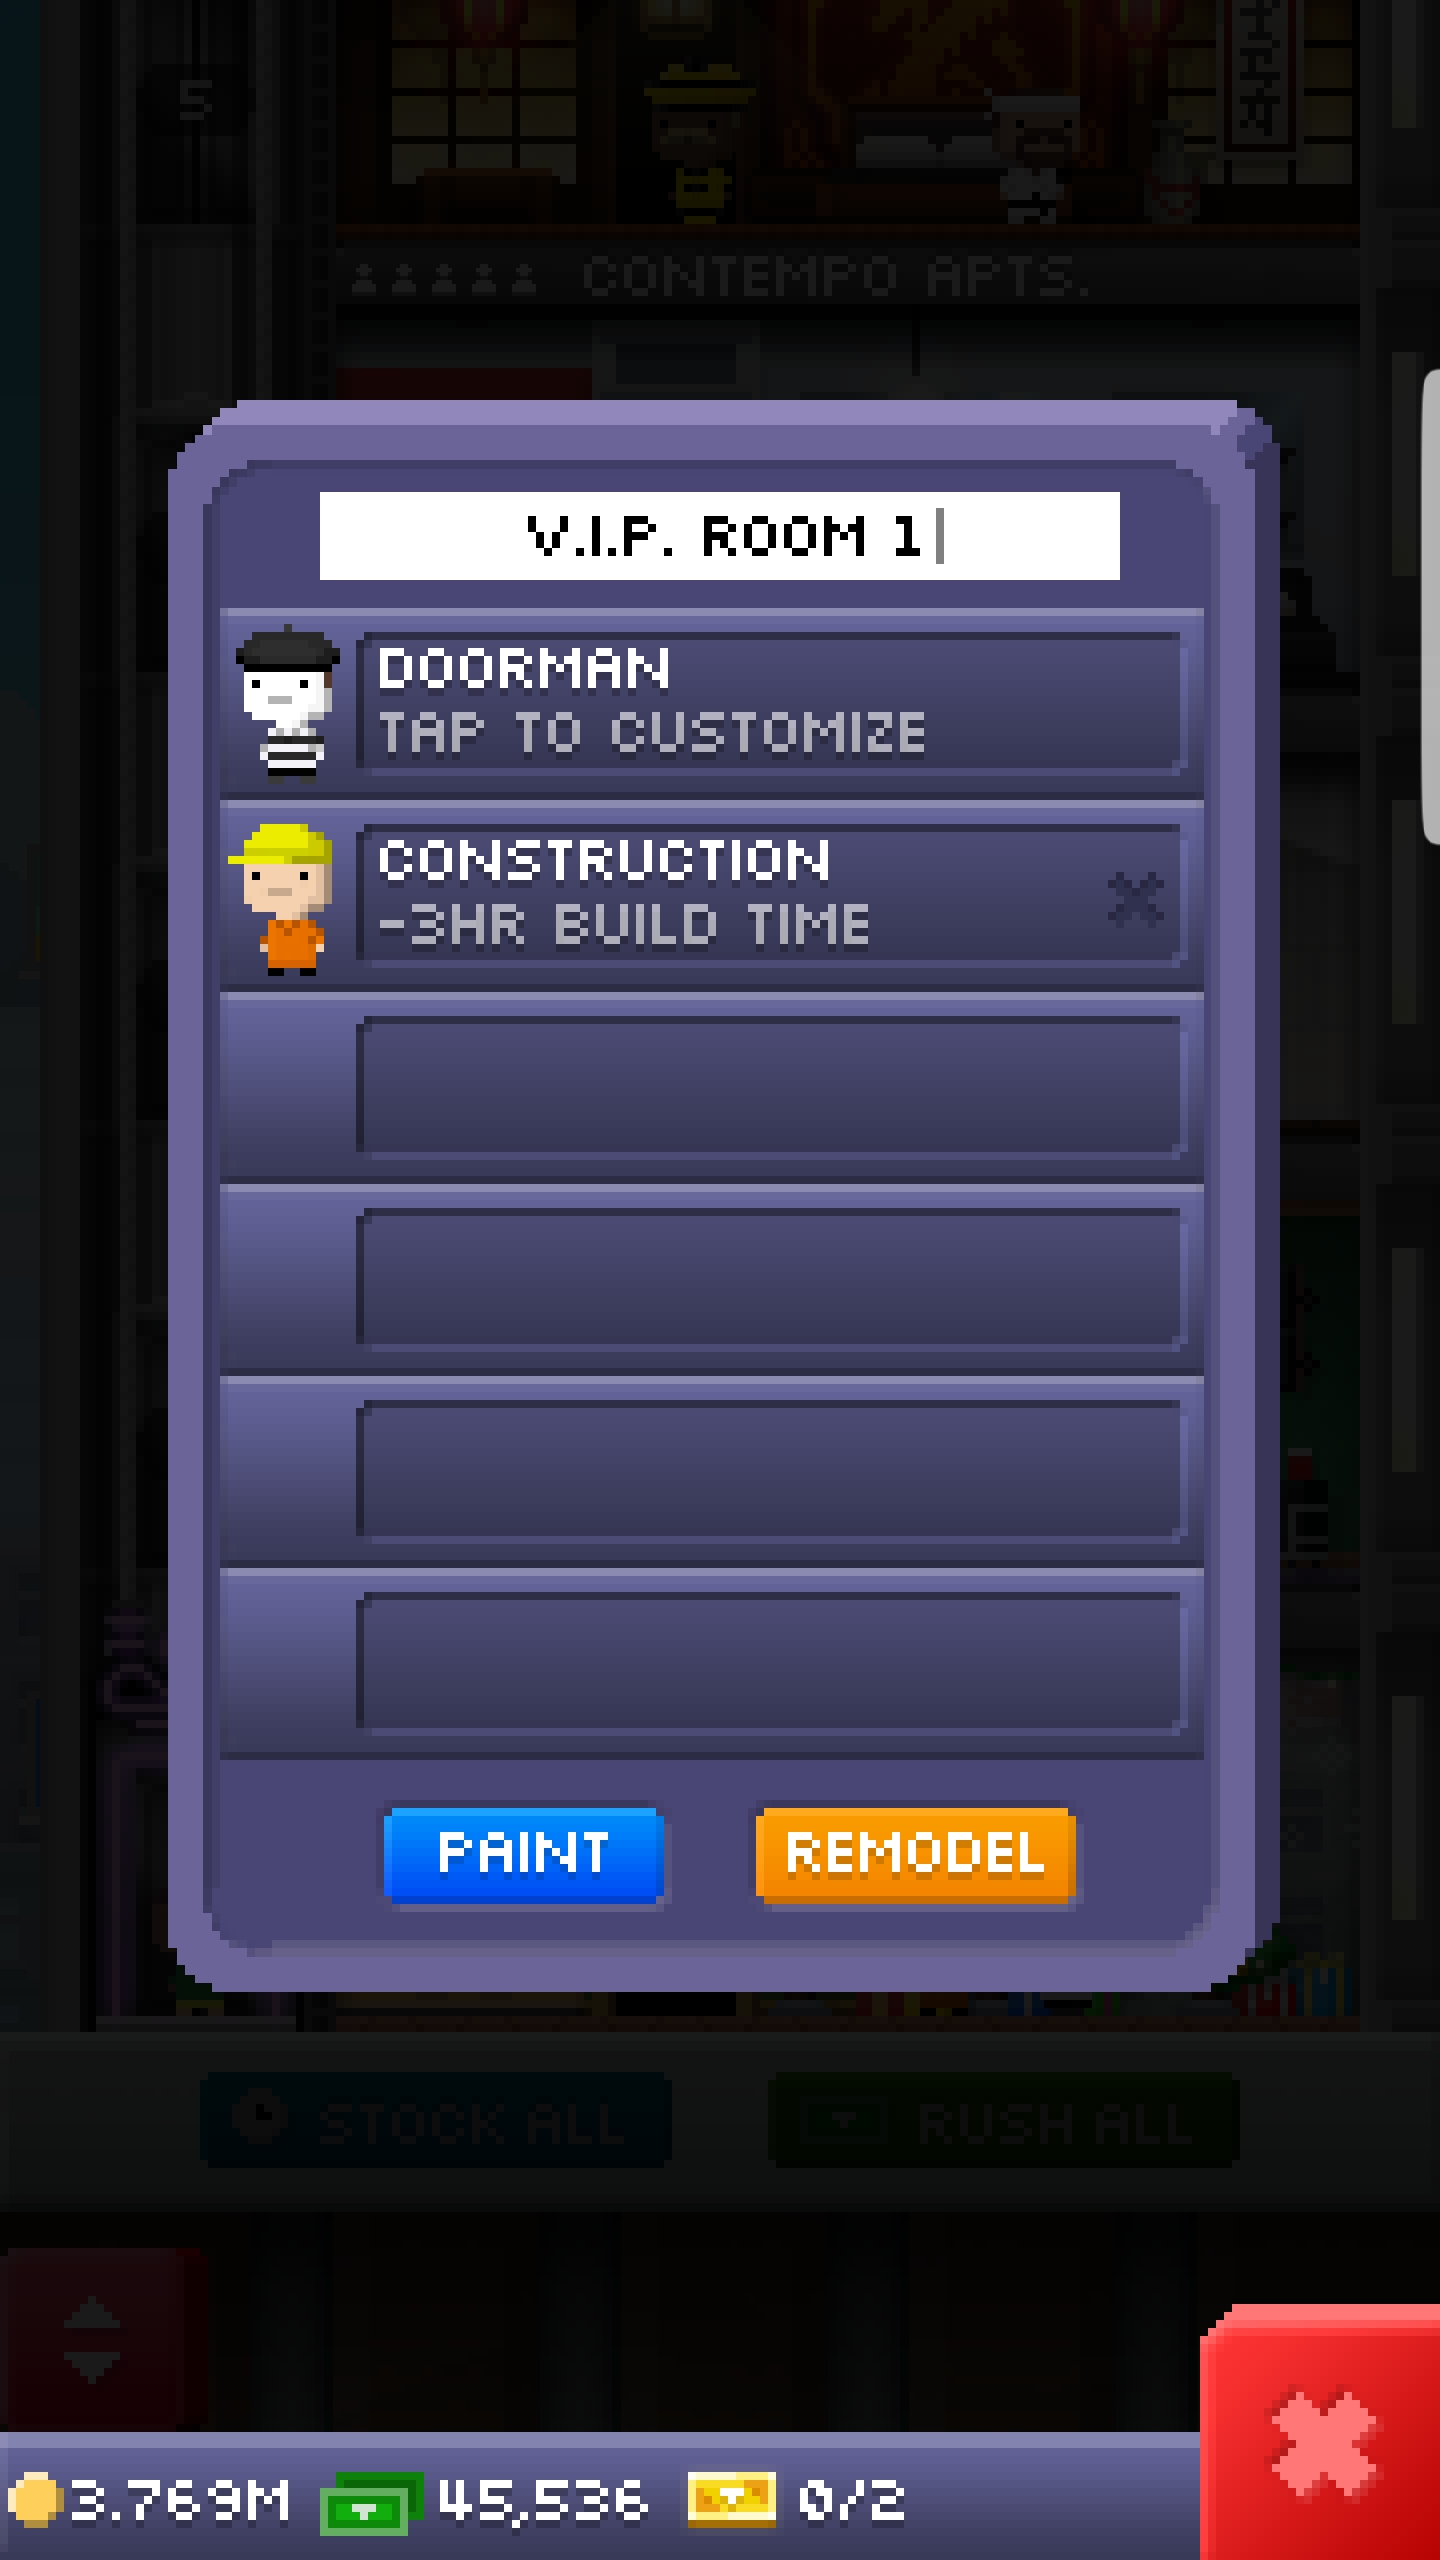 5
CONTEMPO APTS.
V.I.P. ROOM 1
DOORMAN
TAP TO CUSTOMIZE
CONSTRUCTION
-3HR BUILD TIME
PAINT
REMODEL
STOCK ALL
RUSH ALL
3.769M 45,536 0/2